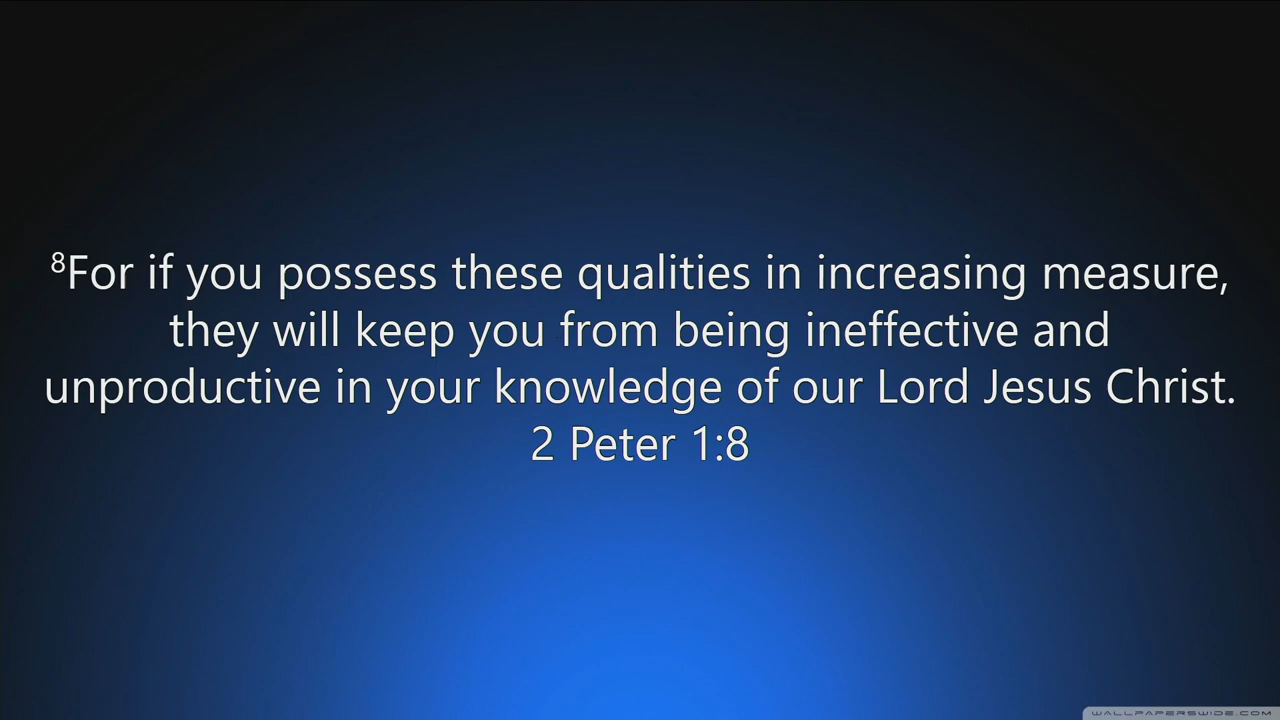 ⁸For if you possess these qualities in increasing measure,
they will keep you from being ineffective and
unproductive in your knowledge of our Lord Jesus Christ.
2 Peter 1:8
WALLPAPERSWIDE.COM